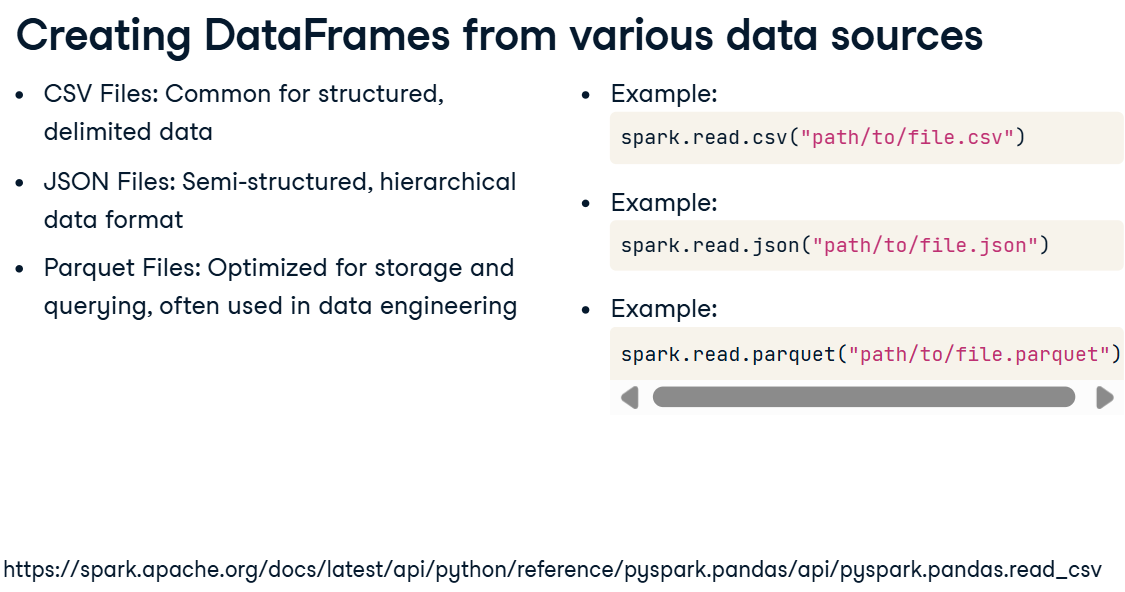 Creating DataFrames from various data sources
• CSV Files: Common for structured,
delimited data
• JSON Files: Semi-structured, hierarchical
data format
• Parquet Files: Optimized for storage and
querying, often used in data engineering
• Example:
spark.read.csv("path/to/file.csv")
• Example:
spark.read.json("path/to/file.json")
• Example:
spark.read.parquet("path/to/file.parquet")
https://spark.apache.org/docs/latest/api/python/reference/pyspark.pandas/api/pyspark.pandas.read_csv